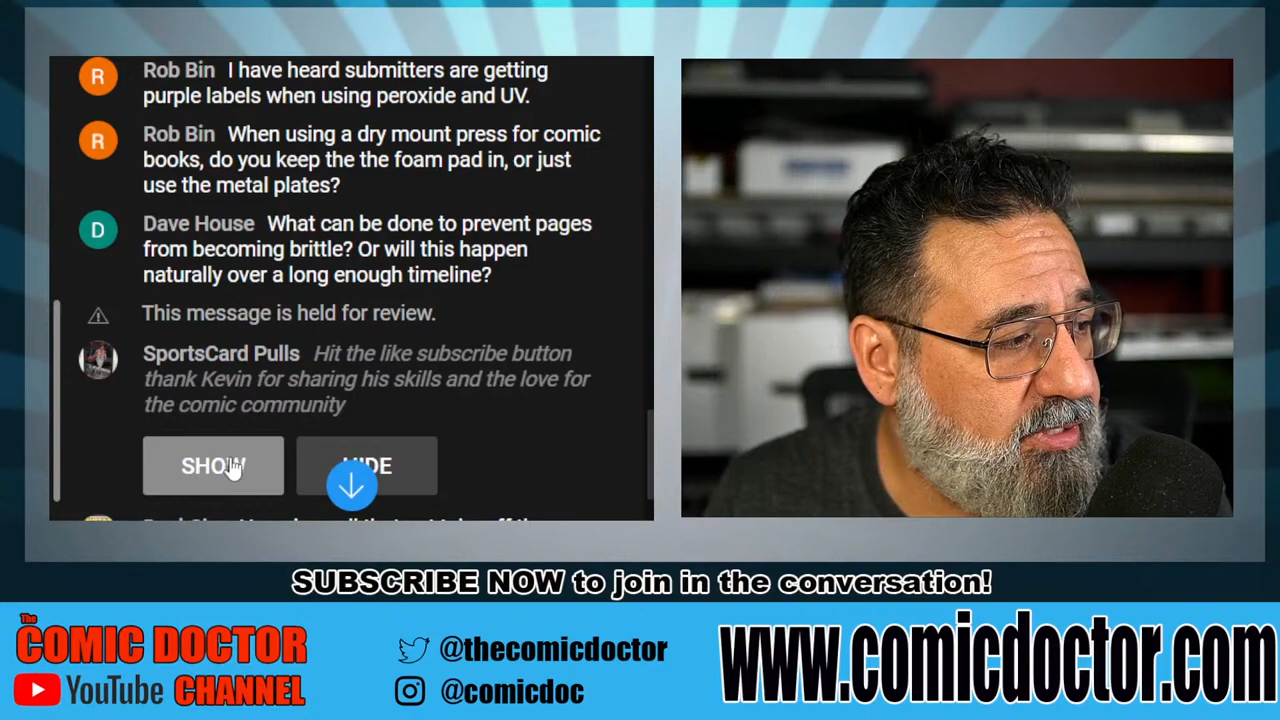 R
Rob Bin I have heard submitters are getting
purple labels when using peroxide and UV.
R
Rob Bin When using a dry mount press for comic
books, do you keep the the foam pad in, or just
use the metal plates?
D
Dave House What can be done to prevent pages
from becoming brittle? Or will this happen
naturally over a long enough timeline?
This message is held for review.
SportsCard Pulls Hit the like subscribe button
thank Kevin for sharing his skills and the love for
the comic community
SHOW
HIDE
SUBSCRIBE NOW to join in the conversation!
The
COMIC DOCTOR
YouTube CHANNEL
@thecomicdoctor
@comicdoc
www.comicdoctor.com